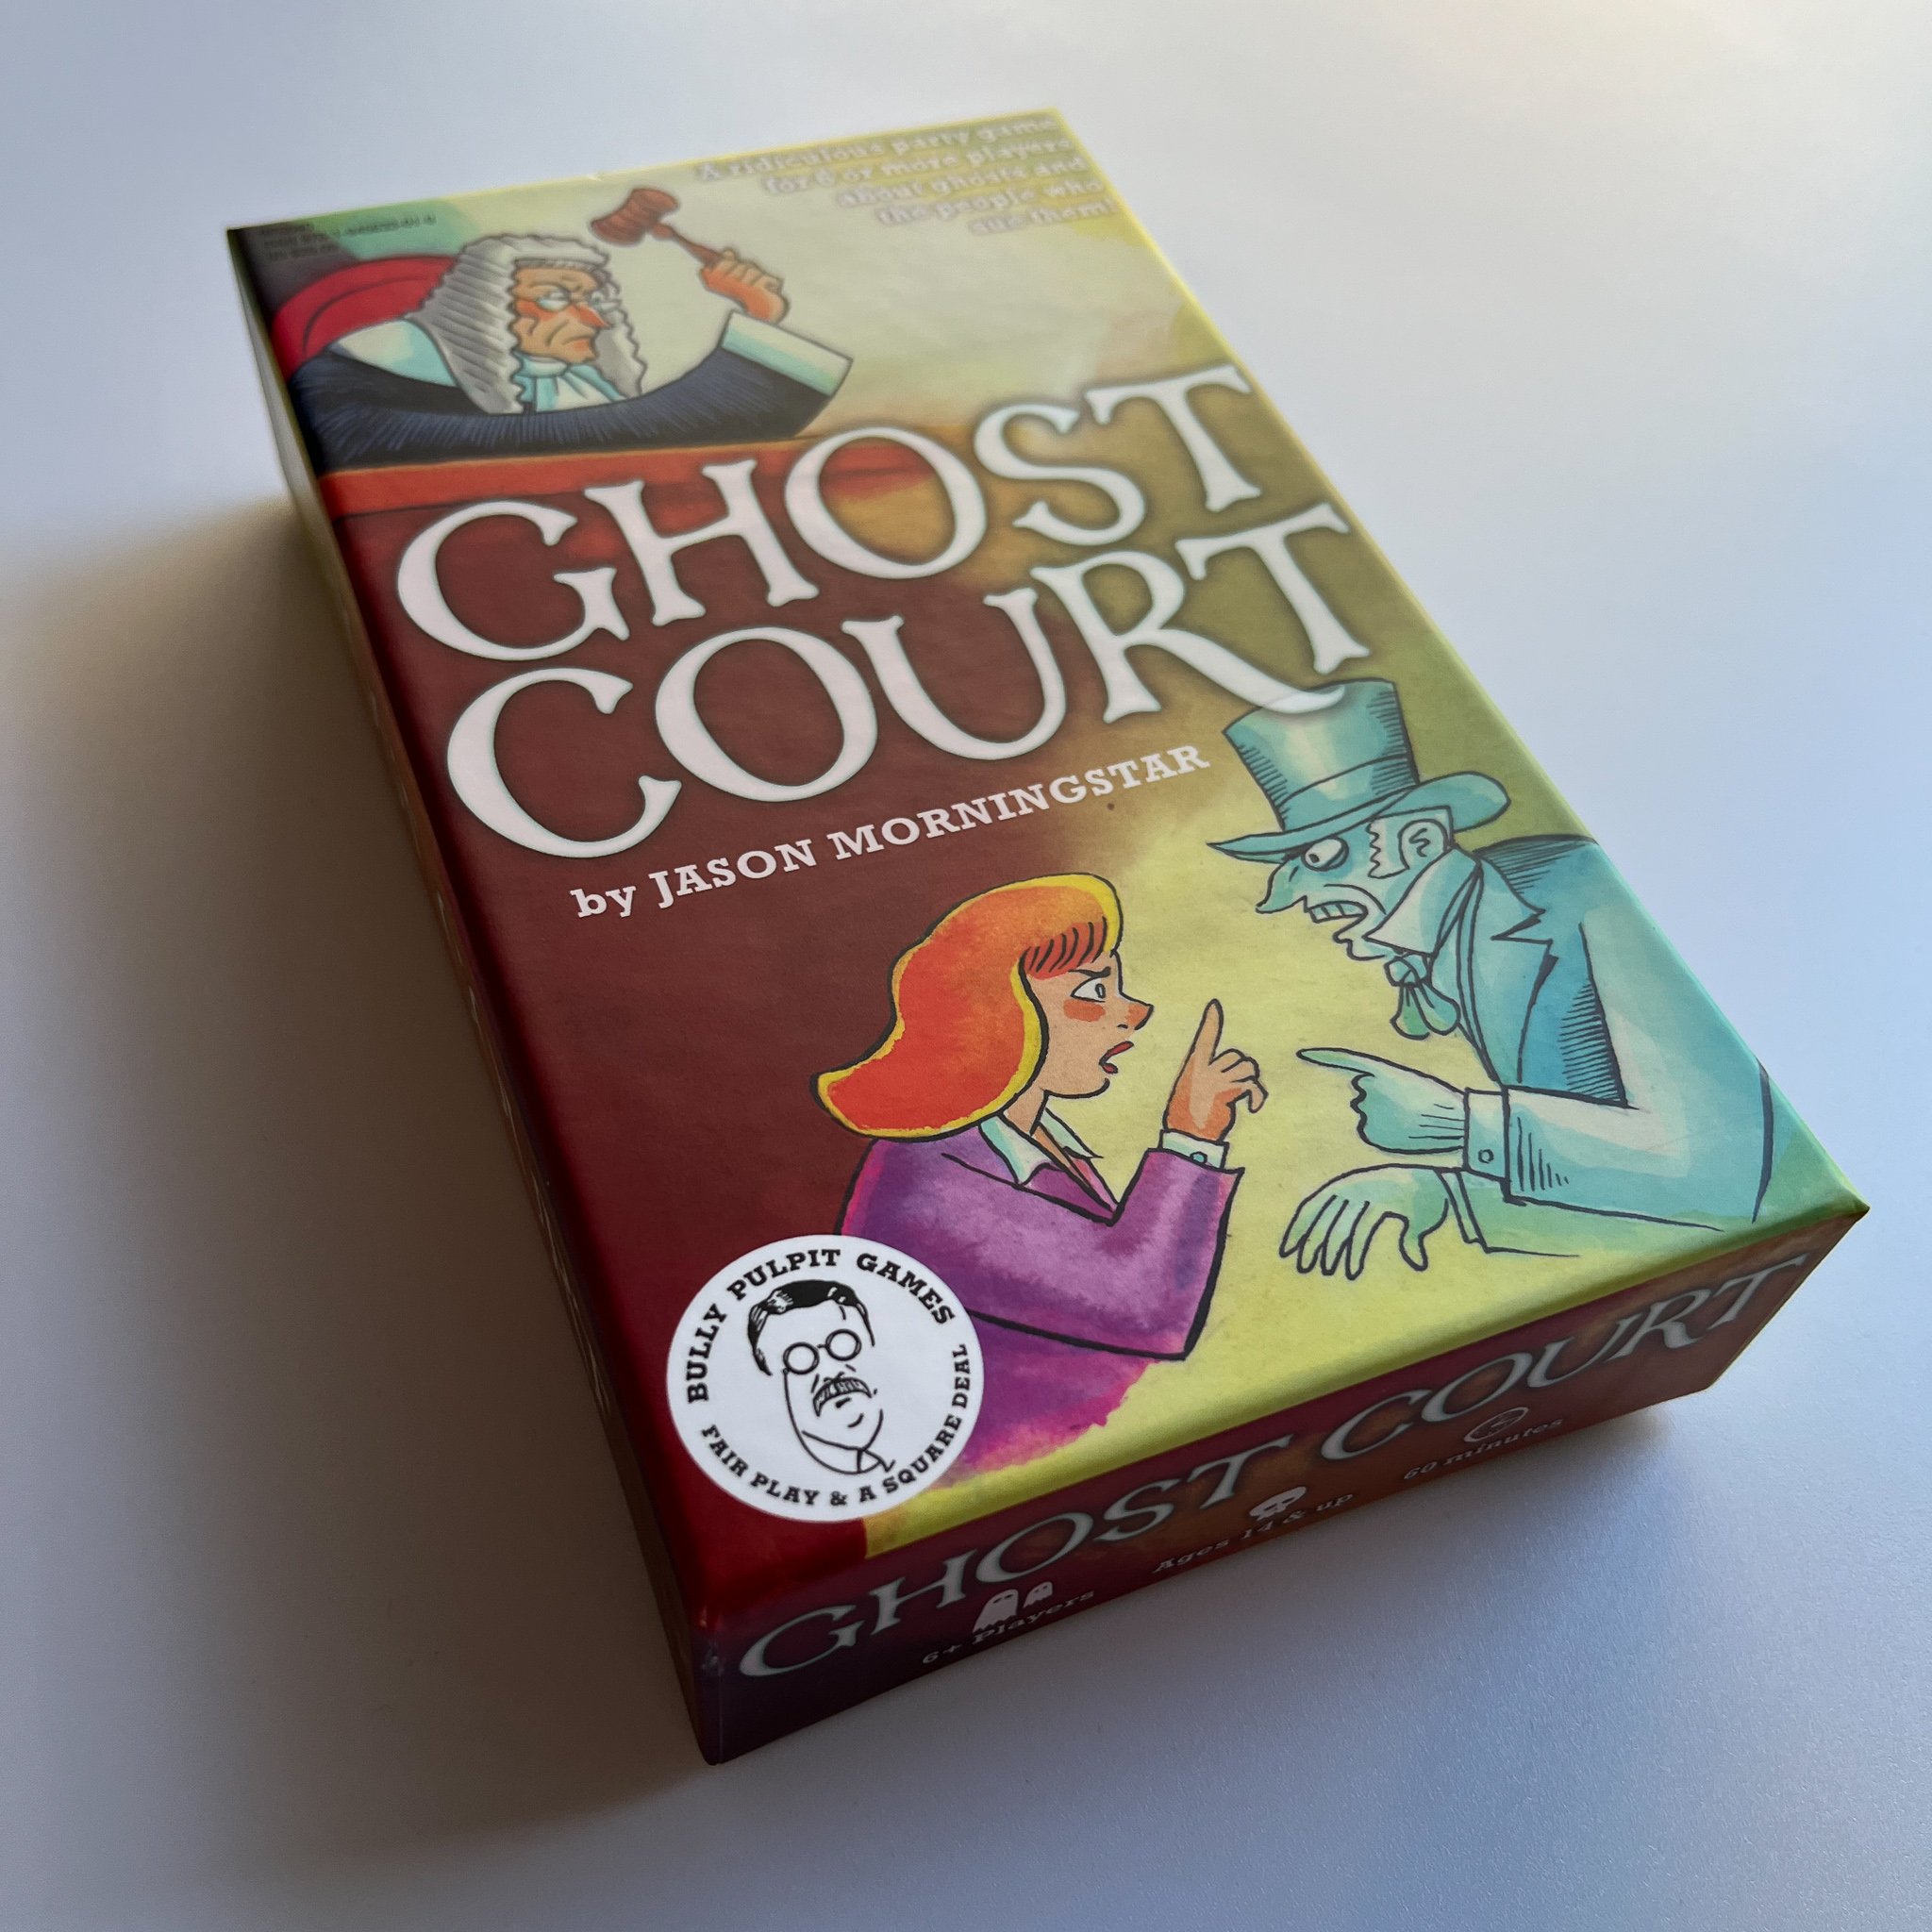 A ridiculous party game
for 6 or more players
about ghosts and
the people who
sue them!
GHOST
COURT
by JASON MORNINGSTAR
BULLY PULPIT GAMES
FAIR PLAY & A SQUARE DEAL
GHOST COURT
6+ Players
Ages 14 & up
60 minutes